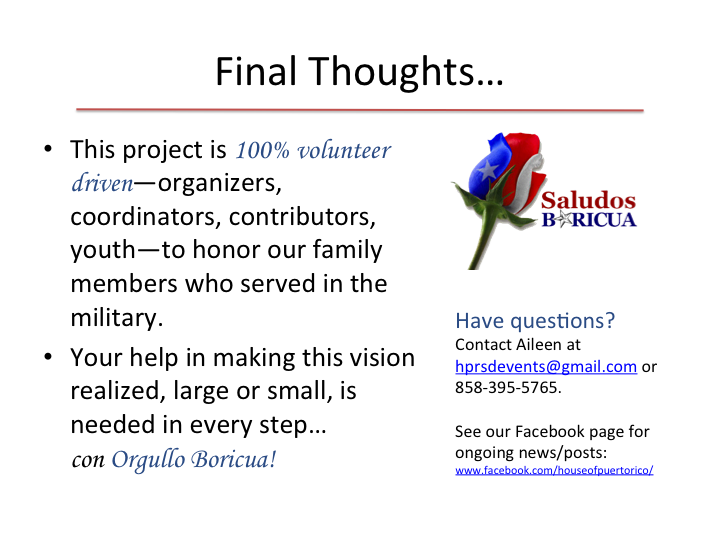 Final Thoughts…
• This project is 100% volunteer
driven—organizers,
coordinators, contributors,
youth—to honor our family
members who served in the
military.
• Your help in making this vision
realized, large or small, is
needed in every step…
con Orgullo Boricua!
Saludos
BORICUA
Have questions?
Contact Aileen at
hprsdevents@gmail.com or
858-395-5765.
See our Facebook page for
ongoing news/posts:
www.facebook.com/houseofpuertorico/